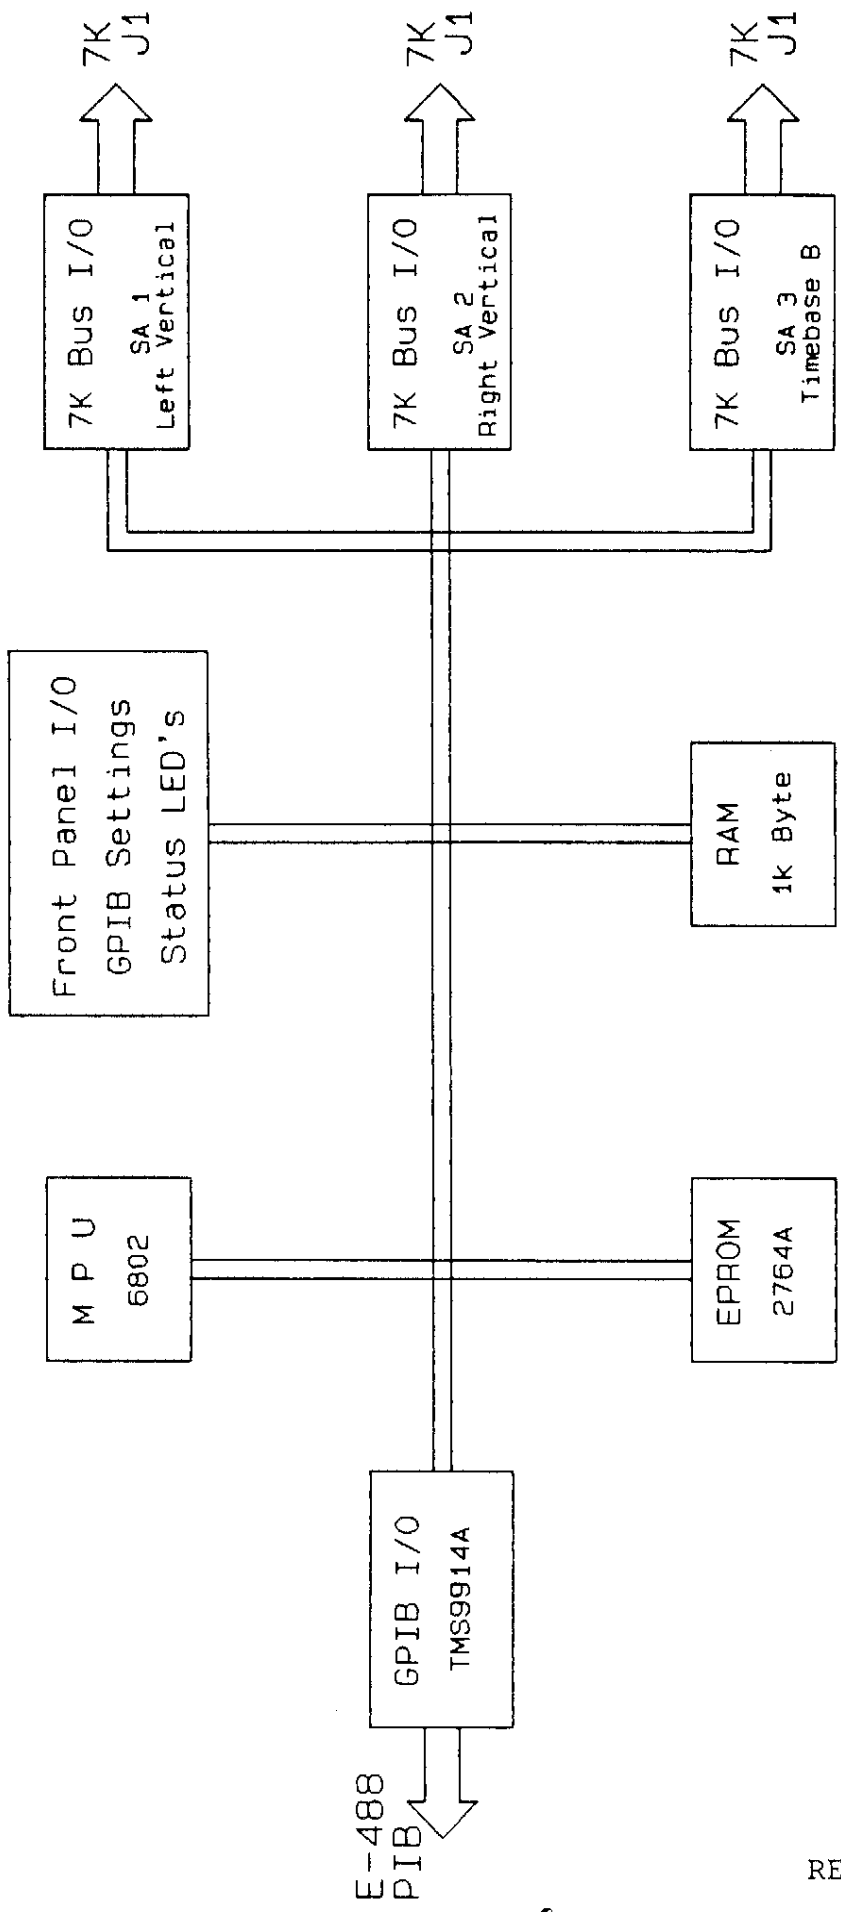 E-488
PIB
GPIB I/O
TMS9914A
M P U
6802
EPROM
2764A
Front Panel I/O
GPIB Settings
Status LED's
RAM
1k Byte
7K Bus I/O
SA 1
Left Vertical
7K
J1
7K Bus I/O
SA 2
Right Vertical
7K
J1
7K Bus I/O
SA 3
Timebase B
7K
J1
RE